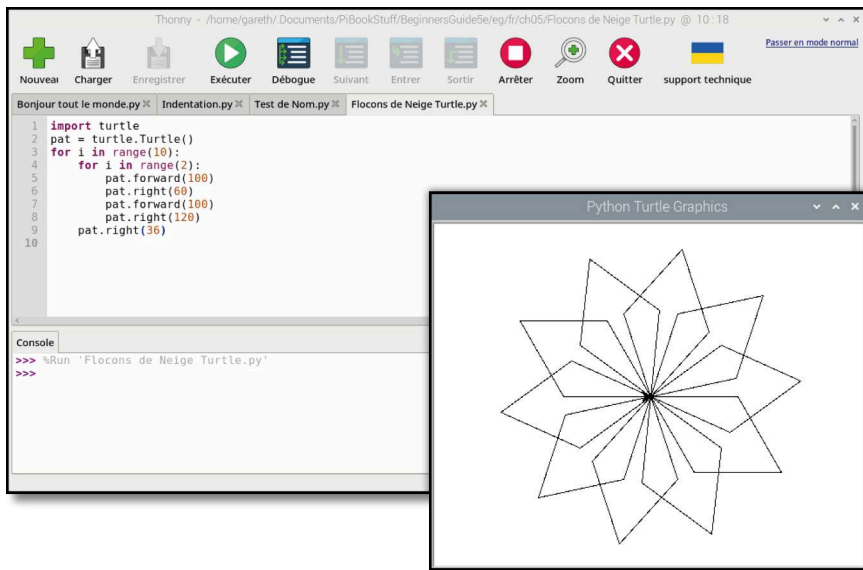 Thonny - /home/gareth/.Documents/PiBookStuff/BeginnersGuide5e/eg/fr/ch05/Flocons de Neige Turtle.py @ 10:18
Passer en mode normal
Nouveau Charger Enregistrer Exécuter Débogue Suivant Entrer Sortir Arrêter Zoom Quitter support technique
Bonjour tout le monde.py Indentation.py Test de Nom.py Flocons de Neige Turtle.py
1 import turtle
2 pat = turtle.Turtle()
3 for i in range(10):
4     for i in range(2):
5         pat.forward(100)
6         pat.right(60)
7         pat.forward(100)
8         pat.right(120)
9     pat.right(36)
10
Python Turtle Graphics
Console
>>> %Run 'Flocons de Neige Turtle.py'
>>>